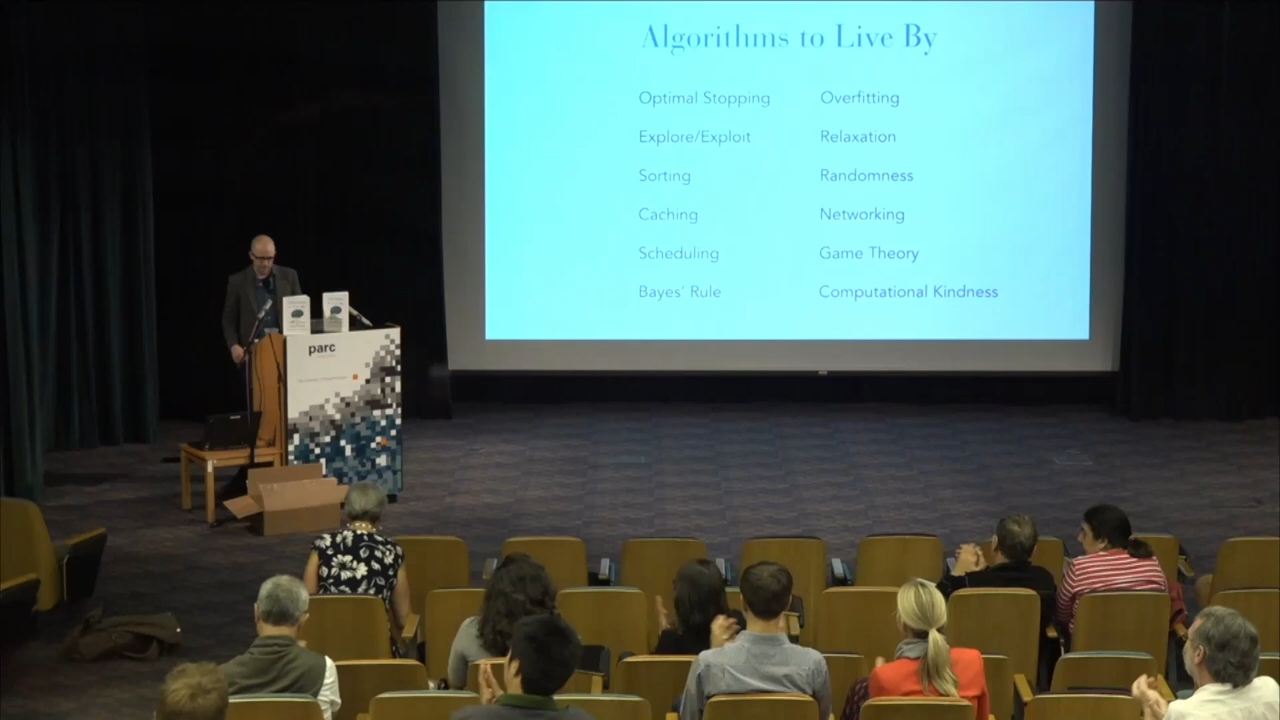 Algorithms to Live By
Optimal Stopping
Explore/Exploit
Sorting
Caching
Scheduling
Bayes' Rule
Overfitting
Relaxation
Randomness
Networking
Game Theory
Computational Kindness
parc